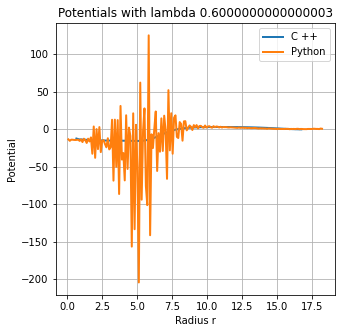 Potentials with lambda 0.6000000000000003
C ++
Python
100
50
0
−50
−100
−150
−200
Potential
0.0 2.5 5.0 7.5 10.0 12.5 15.0 17.5
Radius r